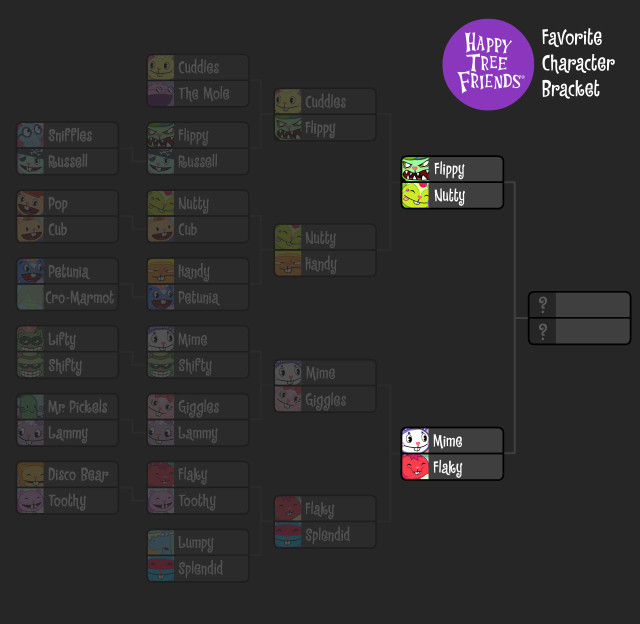 HAPPY
TREE
FRIENDS
Favorite
Character
Bracket
Sniffles
Russell
Pop
Cub
Petunia
Cro-Marmot
Lifty
Shifty
Mr. Pickels
Lammy
Disco Bear
Toothy
Cuddles
The Mole
Flippy
Russell
Nutty
Cub
Handy
Petunia
Mime
Shifty
Giggles
Lammy
Flaky
Toothy
Lumpy
Splendid
Cuddles
Flippy
Nutty
Handy
Mime
Giggles
Flaky
Splendid
Flippy
Nutty
Mime
Flaky
?
?